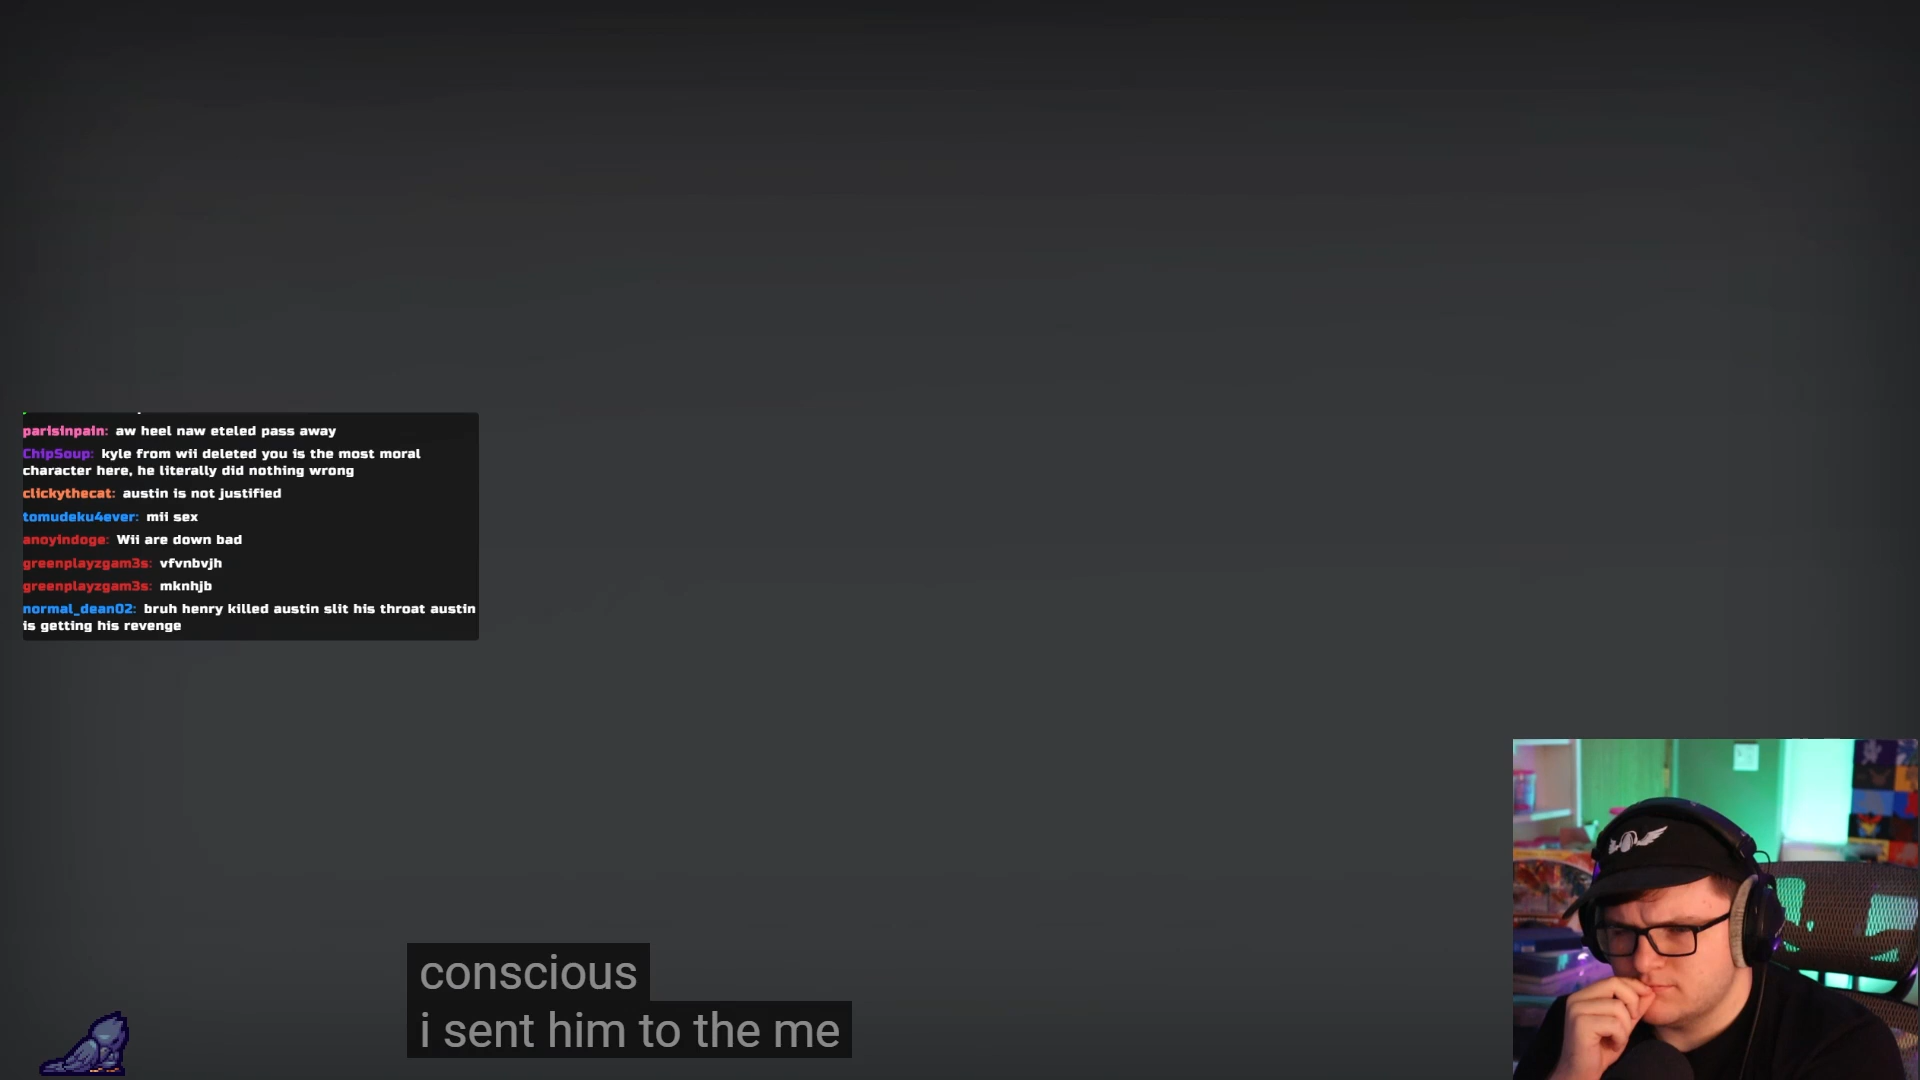 parisinpain: aw heel naw eteled pass away
ChipSoup: kyle from wii deleted you is the most moral
character here, he literally did nothing wrong
clickythecat: austin is not justified
tomudeku4ever: mii sex
anoyindoge: Wii are down bad
greenplayzgam3s: vfvnbvjh
greenplayzgam3s: mknhjb
normal_dean02: bruh henry killed austin slit his throat austin
is getting his revenge
conscious
i sent him to the me